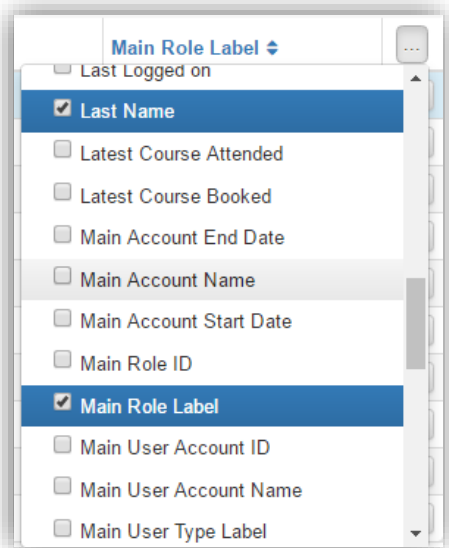 Main Role Label
...
Last Logged on
Last Name
Latest Course Attended
Latest Course Booked
Main Account End Date
Main Account Name
Main Account Start Date
Main Role ID
Main Role Label
Main User Account ID
Main User Account Name
Main User Type Label